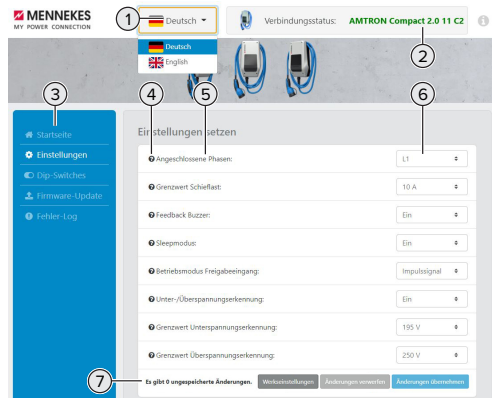 MENNEKES
MY POWER CONNECTION
1
Deutsch
Verbindungsstatus: AMTRON Compact 2.0 11 C2
Deutsch
English
2
3
4
5
6
Startseite
Einstellungen
Dip-Switches
Firmware-Update
Fehler-Log
Einstellungen setzen
Angeschlossene Phasen: L1
Grenzwert Schieflast: 10 A
Feedback Buzzer: Ein
Sleepmodus: Ein
Betriebsmodus Freigabeeingang: Impulssignal
Unter-/Überspannungserkennung: Ein
Grenzwert Unterspannungserkennung: 195 V
Grenzwert Überspannungserkennung: 250 V
7
Es gibt 0 ungespeicherte Änderungen. Werkseinstellungen Änderungen verwerfen Änderungen übernehmen